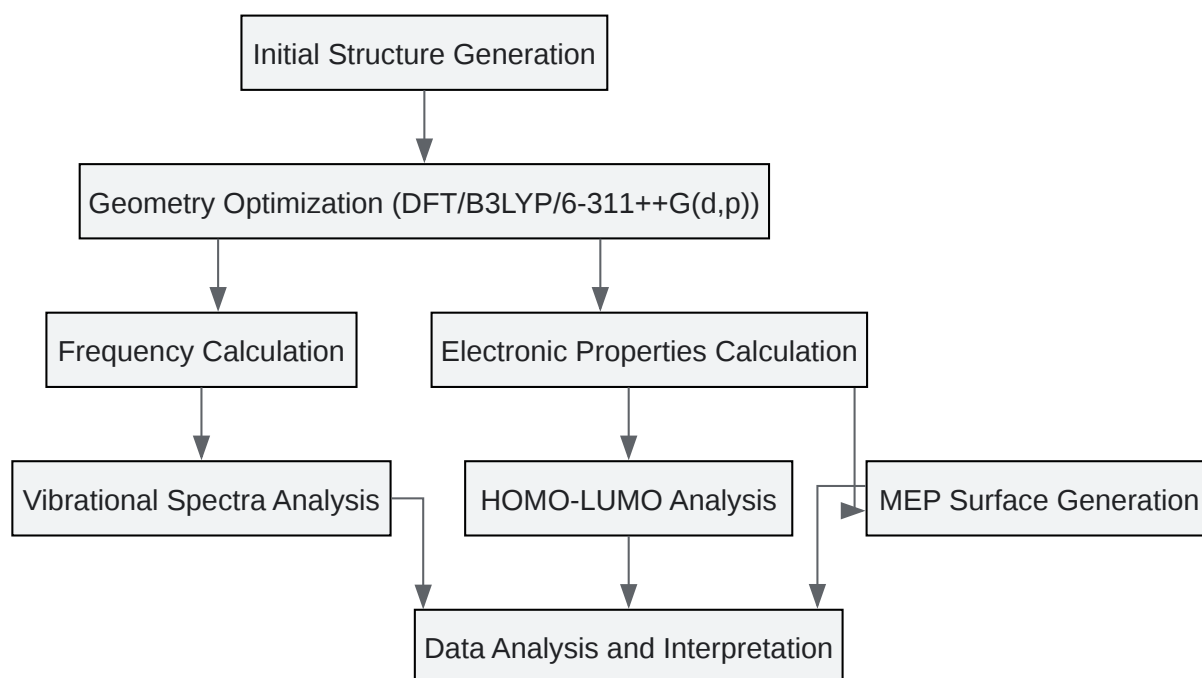 Initial Structure Generation
Geometry Optimization (DFT/B3LYP/6-311++G(d,p))
Frequency Calculation
Electronic Properties Calculation
Vibrational Spectra Analysis
HOMO-LUMO Analysis
MEP Surface Generation
Data Analysis and Interpretation